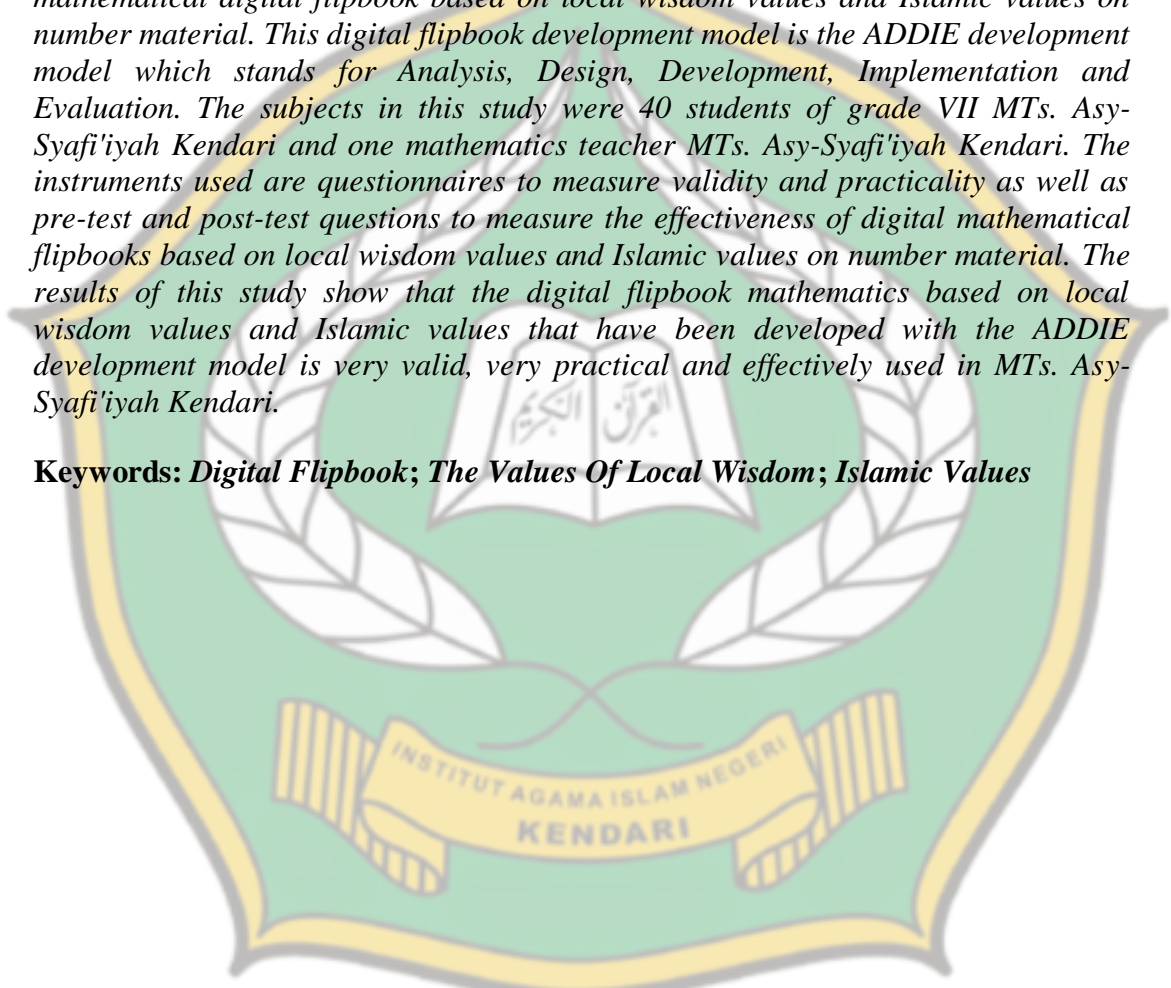 mathematical digital flipbook based on local wisdom values and Islamic values on
number material. This digital flipbook development model is the ADDIE development
model which stands for Analysis, Design, Development, Implementation and
Evaluation. The subjects in this study were 40 students of grade VII MTs. Asy-
Syafi'iyah Kendari and one mathematics teacher MTs. Asy-Syafi'iyah Kendari. The
instruments used are questionnaires to measure validity and practicality as well as
pre-test and post-test questions to measure the effectiveness of digital mathematical
flipbooks based on local wisdom values and Islamic values on number material. The
results of this study show that the digital flipbook mathematics based on local
wisdom values and Islamic values that have been developed with the ADDIE
development model is very valid, very practical and effectively used in MTs. Asy-
Syafi'iyah Kendari.
القرآن الكريم
Keywords: Digital Flipbook; The Values Of Local Wisdom; Islamic Values
INSTITUT AGAMA ISLAM NEGERI
KENDARI